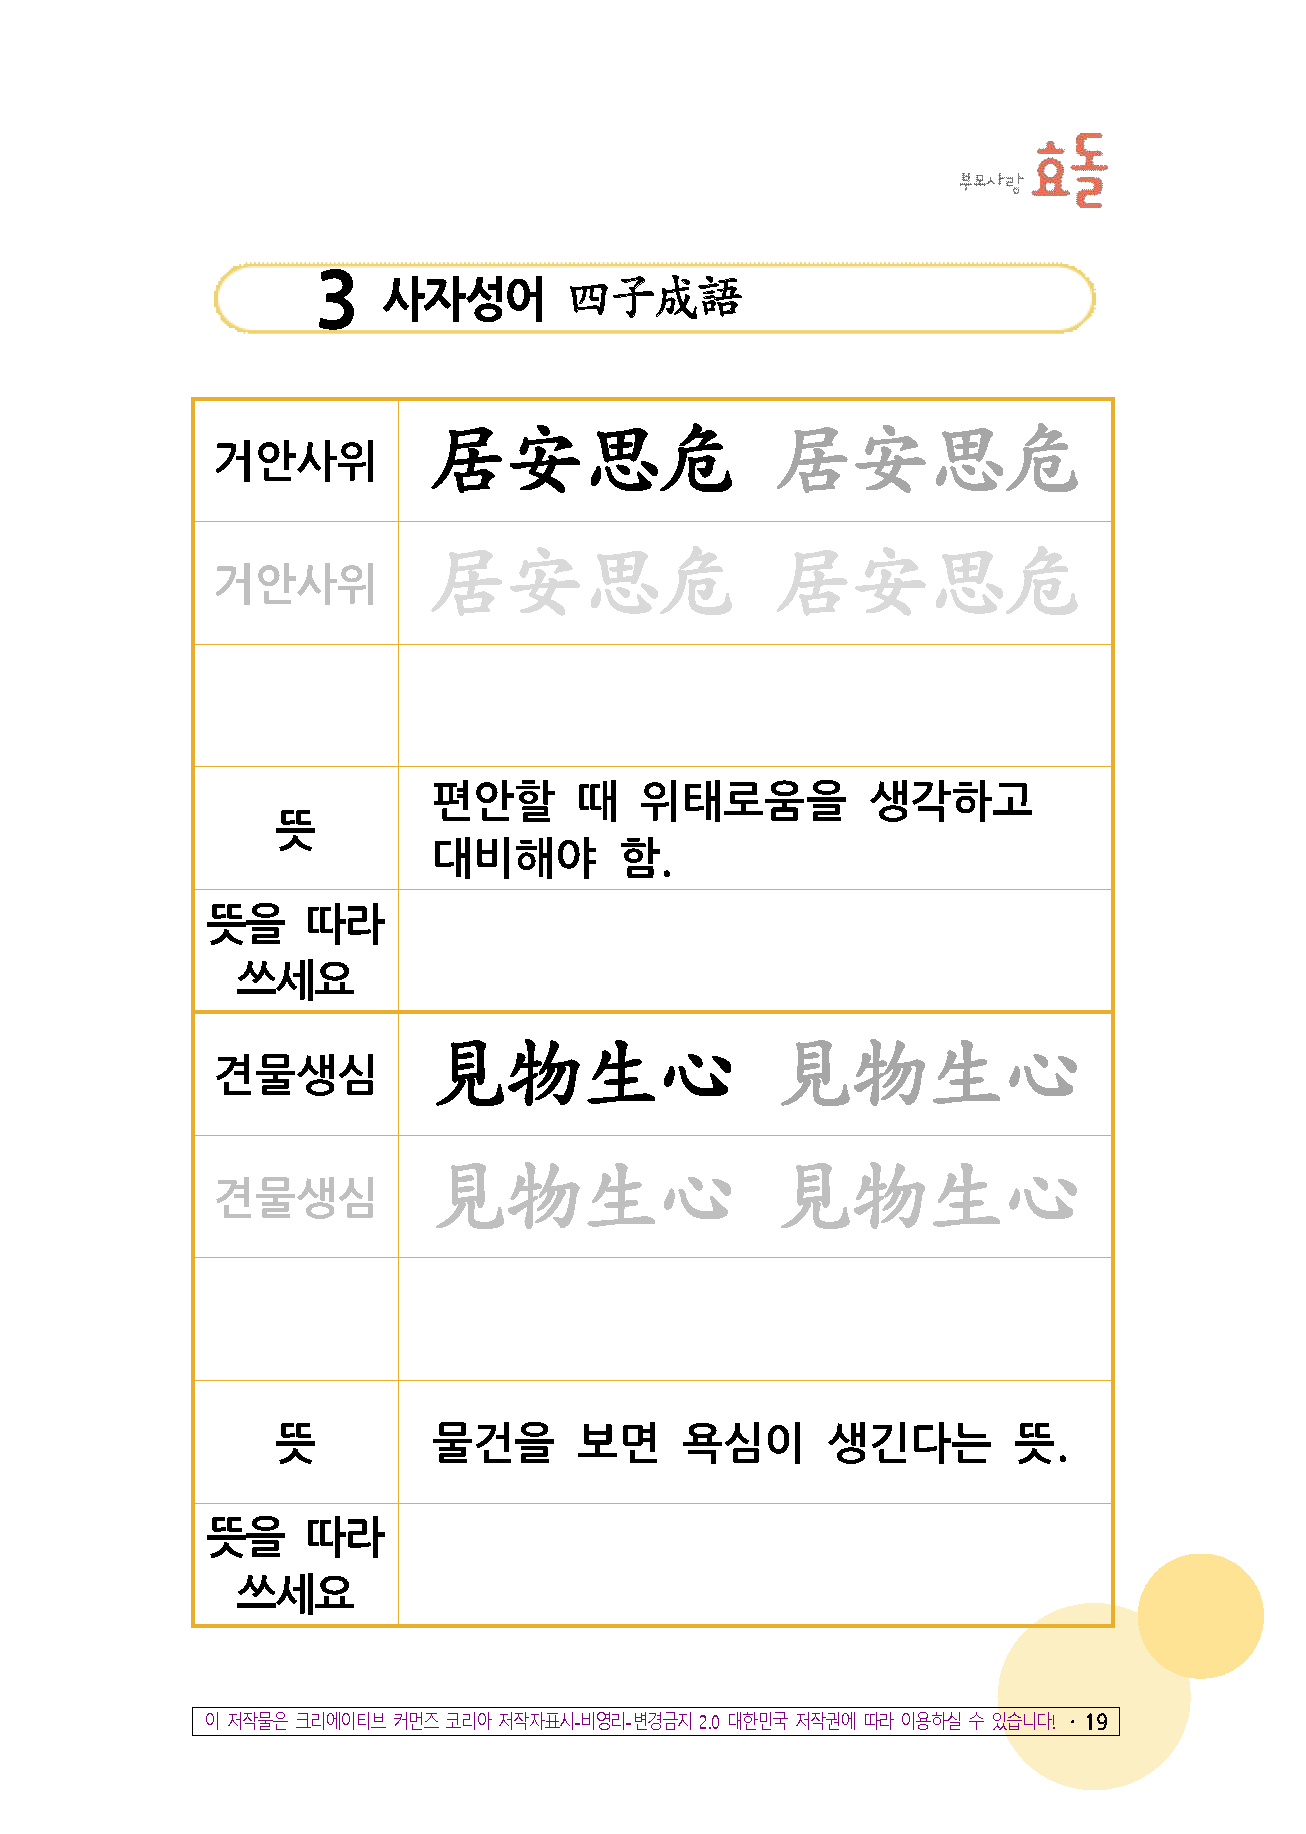 부모사랑 효돌
3 사자성어 四子成語
거안사위 居安思危 居安思危
거안사위 居安思危 居安思危
뜻 편안할 때 위태로움을 생각하고
대비해야 함.
뜻을 따라
쓰세요
견물생심 見物生心 見物生心
견물생심 見物生心 見物生心
뜻 물건을 보면 욕심이 생긴다는 뜻.
뜻을 따라
쓰세요
이 저작물은 크리에이티브 커먼즈 코리아 저작자표시-비영리-변경금지 2.0 대한민국 저작권에 따라 이용하실 수 있습니다! · 19